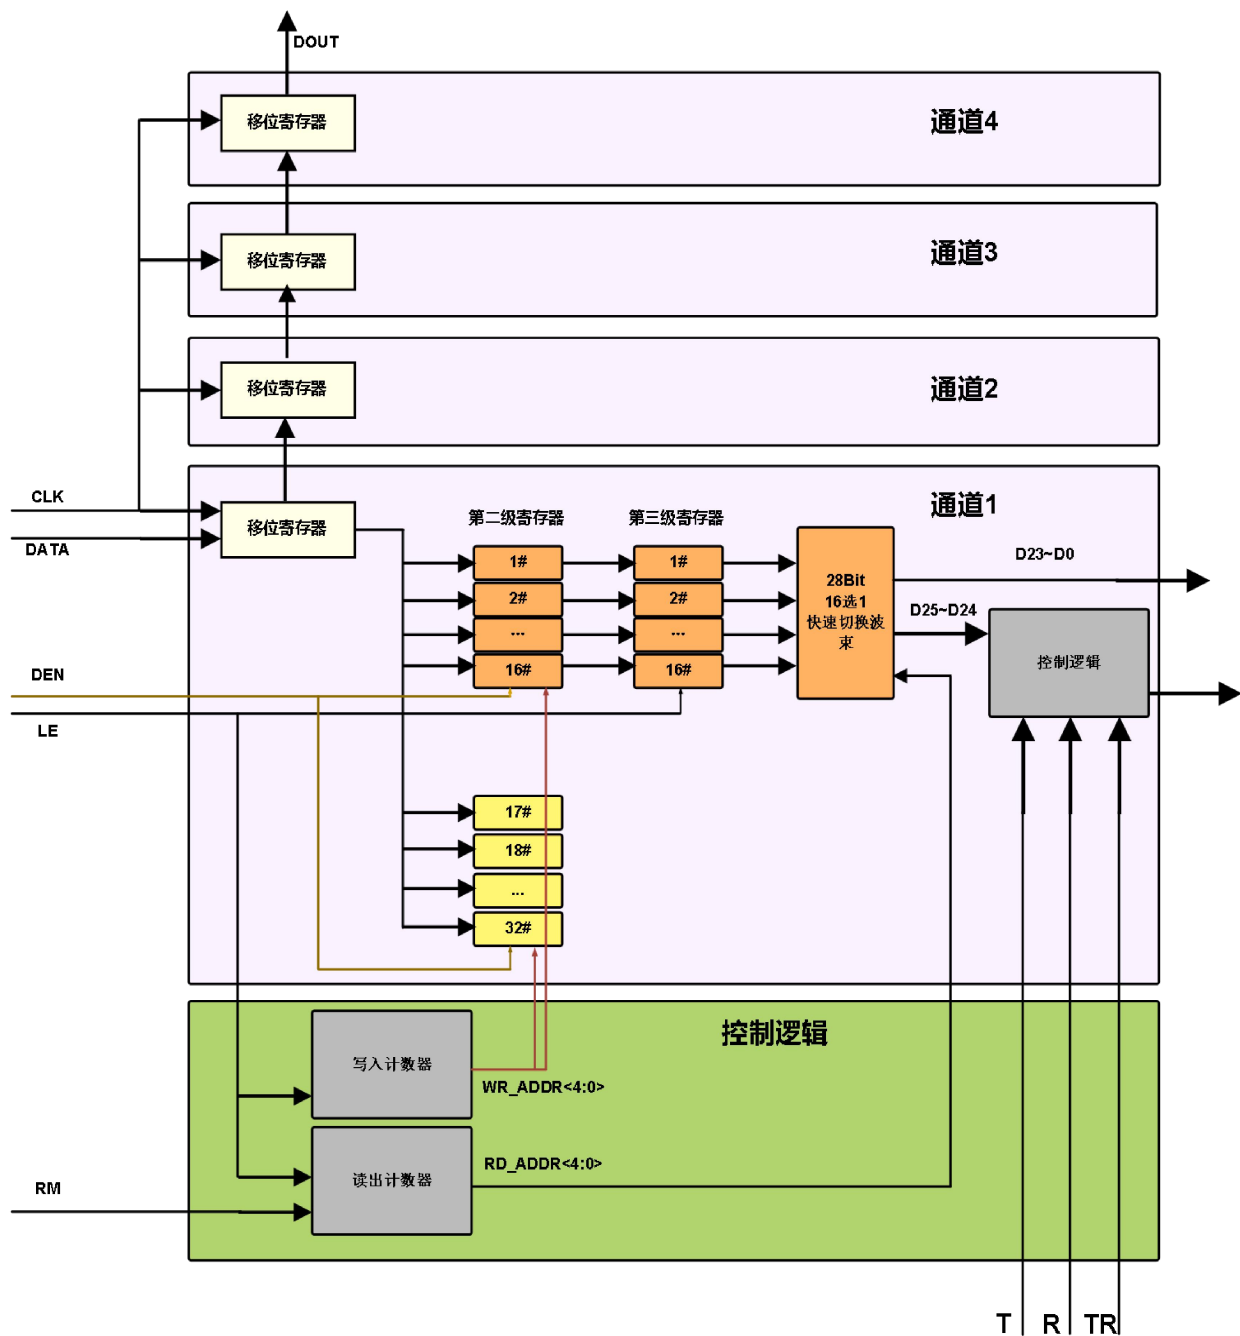 DOUT
移位寄存器
通道4
移位寄存器
通道3
移位寄存器
通道2
CLK
DATA
移位寄存器
通道1
第二级寄存器
第三级寄存器
1#
2#
...
16#
1#
2#
...
16#
28Bit
16选1
快速切换波
束
D23~D0
D25~D24
控制逻辑
DEN
LE
17#
18#
...
32#
控制逻辑
写入计数器
WR_ADDR<4:0>
读出计数器
RD_ADDR<4:0>
RM
T
R
TR